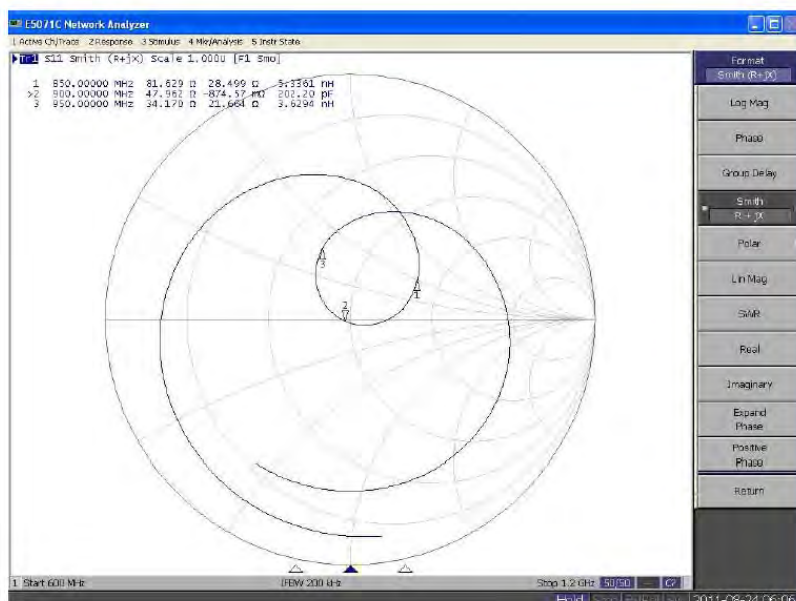 E5071C Network Analyzer
1 Active Ch/Trace 2 Response 3 Stimulus 4 Mkr/Analysis 5 Instr State
Tr1 S11 Smith (R+jX) Scale 1.000U [F1 Smo]
1 850.00000 MHz 81.629 Ω 28.499 Ω 5.3361 nH
>2 900.00000 MHz 47.962 Ω -874.57 mΩ 202.20 pF
3 950.00000 MHz 34.170 Ω 21.664 Ω 3.6294 nH
3
1
2
Format
Smith (R+jX)
Log Mag
Phase
Group Delay
Smith
R + jX
Polar
Lin Mag
SWR
Real
Imaginary
Expand
Phase
Positive
Phase
Return
1 Start 600 MHz IFBW 200 kHz Stop 1.2 GHz C?
2011-08-24 06:06